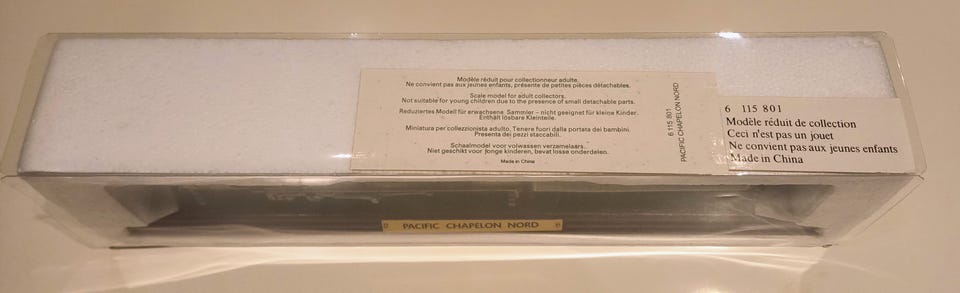 Modèle réduit pour collectionneur adulte.
Ne convient pas aux jeunes enfants, présente de petites pièces détachables.
Scale model for adult collectors.
Not suitable for young children due to the presence of small detachable parts.
Reduziertes Modell für erwachsene Sammler – nicht geeignet für kleine Kinder.
Enthält lösbare Kleinteile.
Miniatura per collezionista adulto. Tenere fuori dalla portata dei bambini.
Presenta dei pezzi staccabili.
Schaalmodel voor volwassen verzamelaars.
Niet geschikt voor jonge kinderen, bevat losse onderdelen.
Made in China
6.115 801
PACIFIC CHAPELON NORD
6 115 801
Modèle réduit de collection
Ceci n'est pas un jouet
Ne convient pas aux jeunes enfants
Made in China
PACIFIC CHAPELON NORD